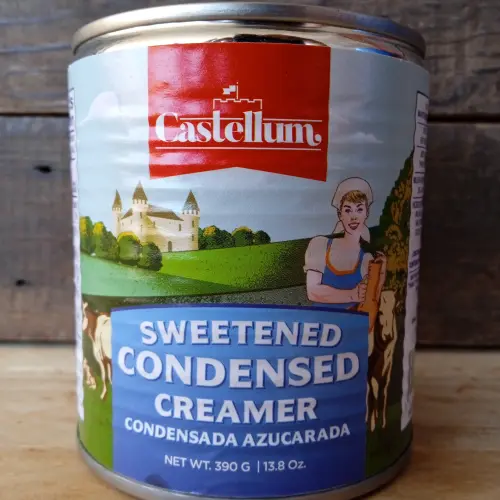 Castellum
SWEETENED
CONDENSED
CREAMER
CONDENSADA AZUCARADA
NET WT. 390 G | 13.8 Oz.